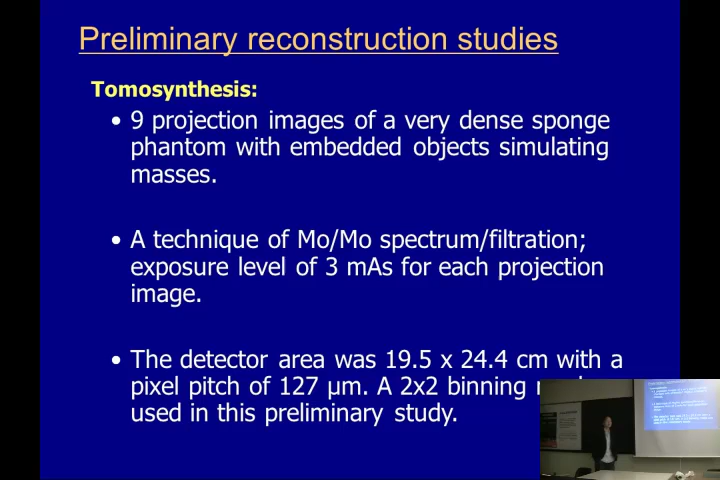 Preliminary reconstruction studies
Tomosynthesis:
• 9 projection images of a very dense sponge
phantom with embedded objects simulating
masses.
• A technique of Mo/Mo spectrum/filtration;
exposure level of 3 mAs for each projection
image.
• The detector area was 19.5 x 24.4 cm with a
pixel pitch of 127 µm. A 2x2 binning
used in this preliminary study.